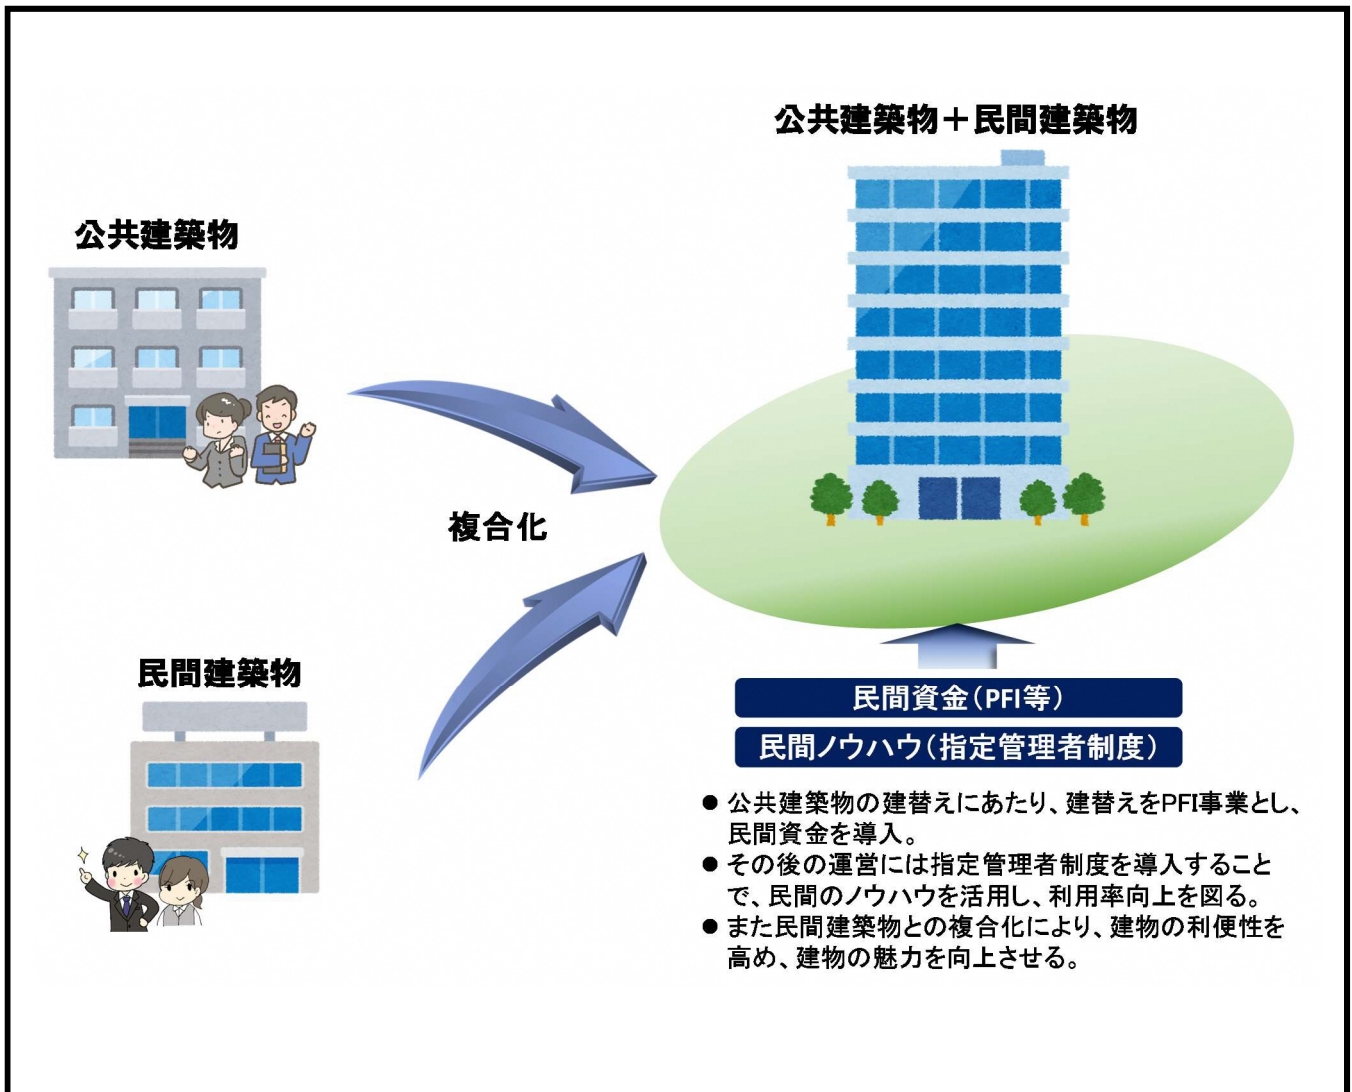 公共建築物＋民間建築物
公共建築物
複合化
民間建築物
民間資金（PFI等）
民間ノウハウ（指定管理者制度）
● 公共建築物の建替えにあたり、建替えをPFI事業とし、
民間資金を導入。
● その後の運営には指定管理者制度を導入すること
で、民間のノウハウを活用し、利用率向上を図る。
● また民間建築物との複合化により、建物の利便性を
高め、建物の魅力を向上させる。